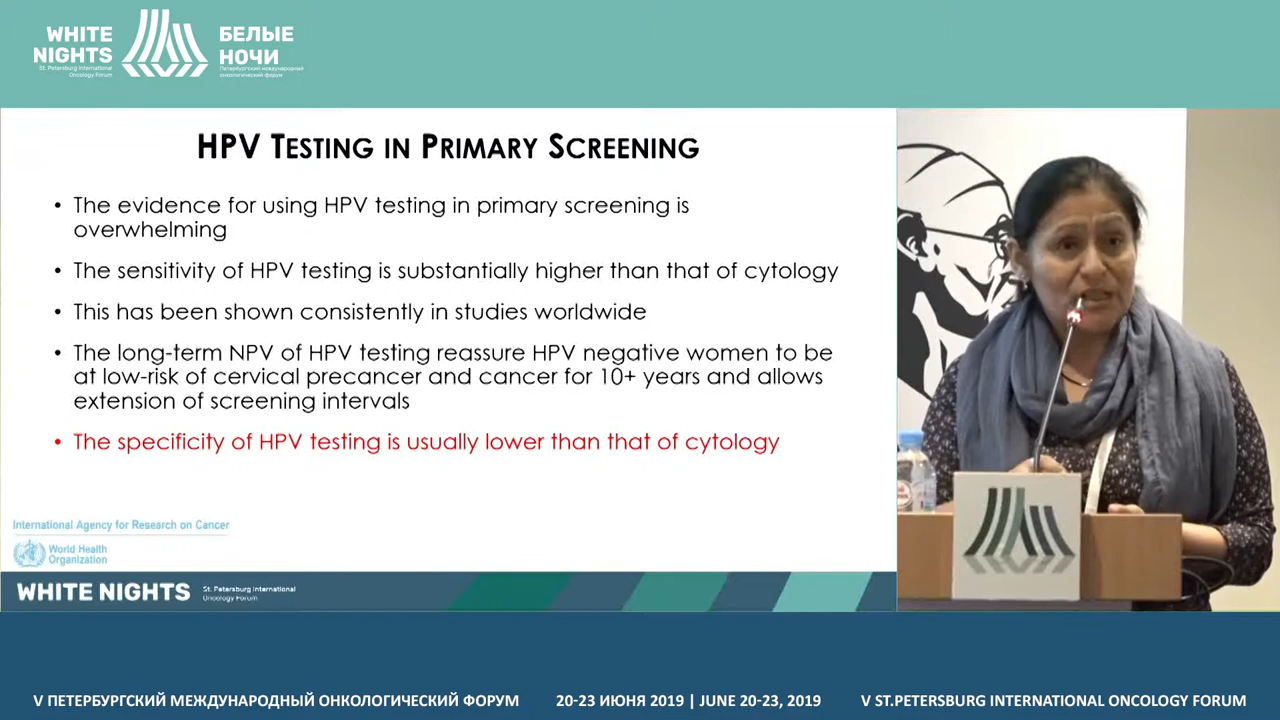 WHITE
NIGHTS
St. Petersburg International
Oncology Forum
БЕЛЫЕ
НОЧИ
Петербургский международный
онкологический форум
HPV TESTING IN PRIMARY SCREENING
• The evidence for using HPV testing in primary screening is
overwhelming
• The sensitivity of HPV testing is substantially higher than that of cytology
• This has been shown consistently in studies worldwide
• The long-term NPV of HPV testing reassure HPV negative women to be
at low-risk of cervical precancer and cancer for 10+ years and allows
extension of screening intervals
• The specificity of HPV testing is usually lower than that of cytology
International Agency for Research on Cancer
World Health
Organization
WHITE NIGHTS
St. Petersburg International
Oncology Forum
V ПЕТЕРБУРГСКИЙ МЕЖДУНАРОДНЫЙ ОНКОЛОГИЧЕСКИЙ ФОРУМ
20-23 ИЮНЯ 2019 | JUNE 20-23, 2019
V ST.PETERSBURG INTERNATIONAL ONCOLOGY FORUM